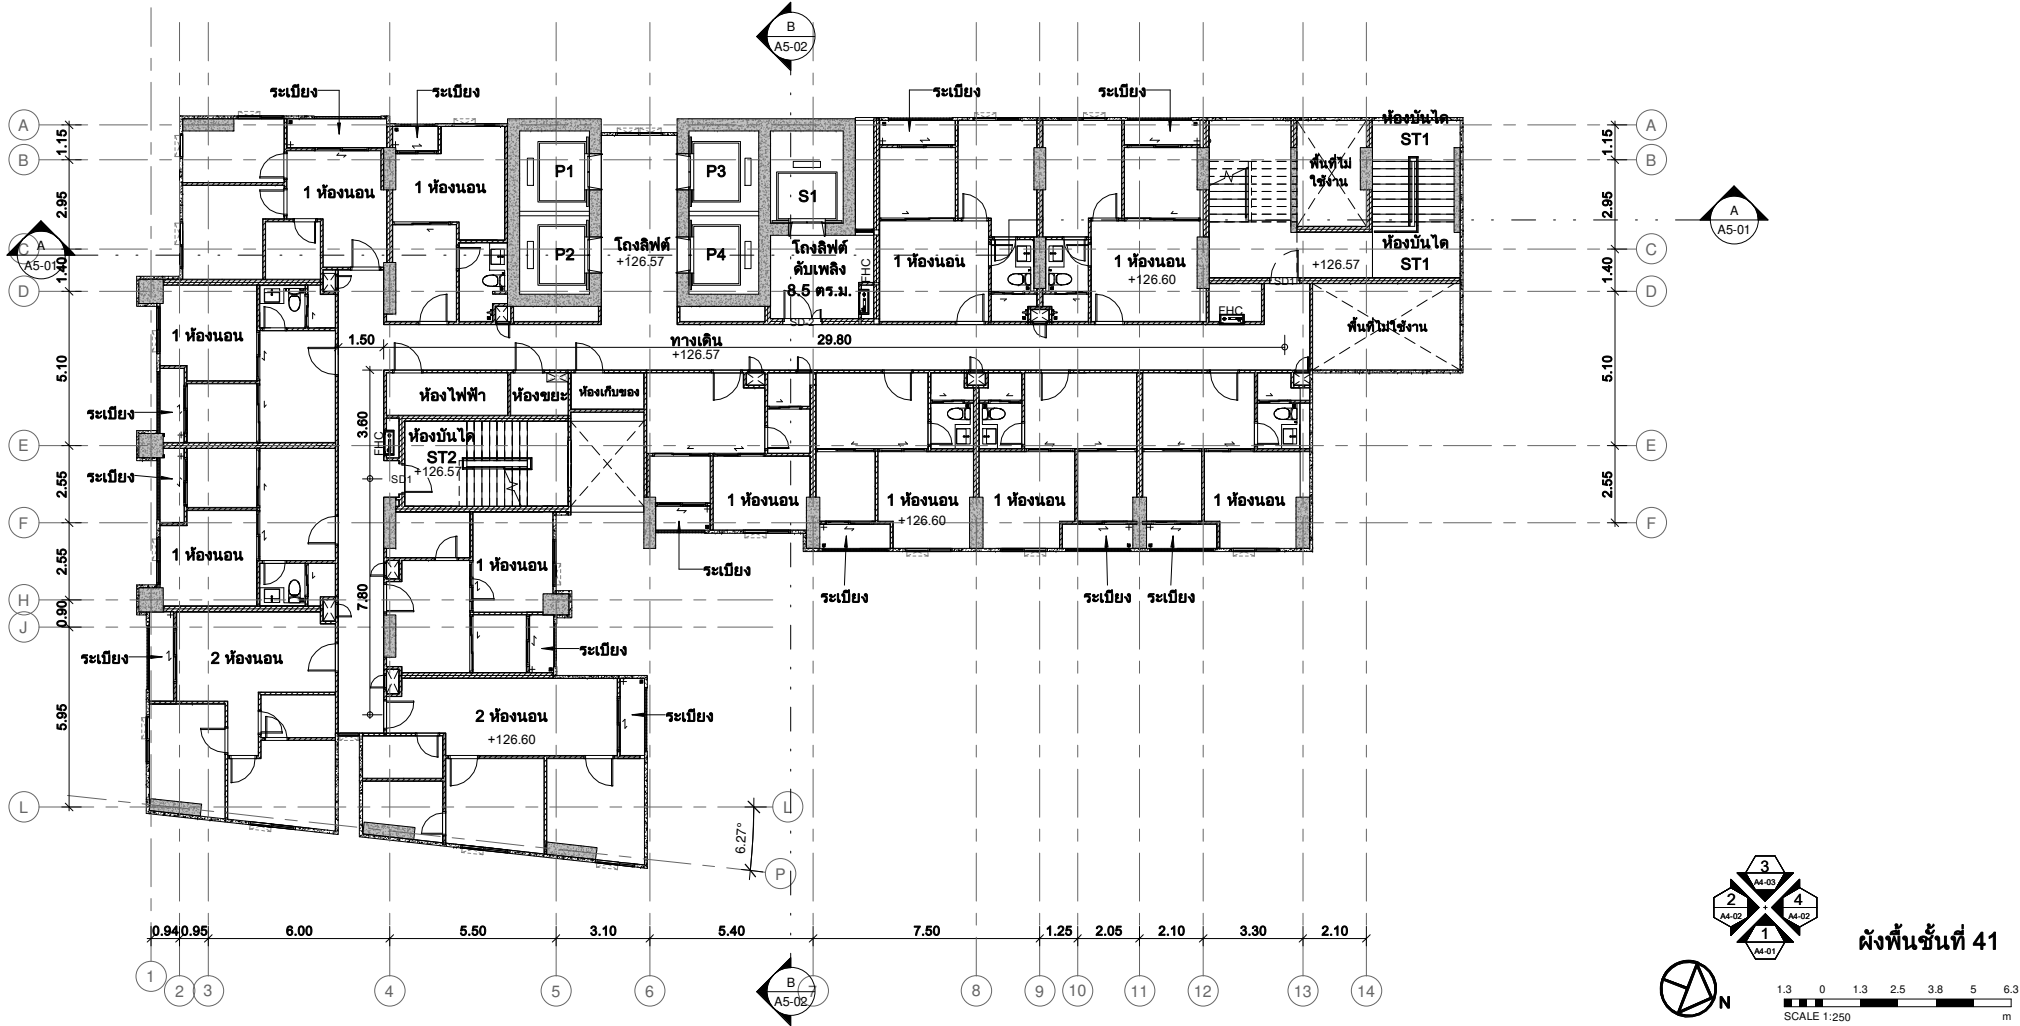 B
A5-02
ระเบียง
ระเบียง
ระเบียง
ระเบียง
A
A
B
B
1.15
1.15
ห้องบันได
ST1
พื้นที่ไม่
ใช้งาน
P1
P3
S1
1 ห้องนอน
1 ห้องนอน
2.95
2.95
A
A5-01
A
A5-01
C
C
P2
P4
โถงลิฟต์
+126.57
โถงลิฟต์
ดับเพลิง
8.5 ตร.ม.
FHC
1 ห้องนอน
1 ห้องนอน
+126.60
ห้องบันได
ST1
+126.57
1.40
1.40
SD1
D
D
FHC
1 ห้องนอน
1.50
ทางเดิน
+126.57
29.80
พื้นที่ไม่ใช้งาน
5.10
5.10
ห้องไฟฟ้า
ห้องขยะ
ห้องเก็บของ
ระเบียง
3.60
FHC
ห้องบันได
ST2
+126.57
SD1
E
E
ระเบียง
2.55
2.55
1 ห้องนอน
1 ห้องนอน
+126.60
1 ห้องนอน
1 ห้องนอน
F
F
1 ห้องนอน
1 ห้องนอน
2.55
ระเบียง
ระเบียง
ระเบียง
ระเบียง
7.80
H
0.90
J
ระเบียง
2 ห้องนอน
ระเบียง
5.95
2 ห้องนอน
+126.60
ระเบียง
L
L
6.27°
P
0.94
0.95
6.00
5.50
3.10
5.40
7.50
1.25
2.05
2.10
3.30
2.10
1
2
3
4
5
6
7
8
9
10
11
12
13
14
B
A5-02
3
A4-03
2
A4-02
4
A4-02
1
A4-01
ผังพื้นชั้นที่ 41
N
1.3 0 1.3 2.5 3.8 5 6.3
SCALE 1:250 m